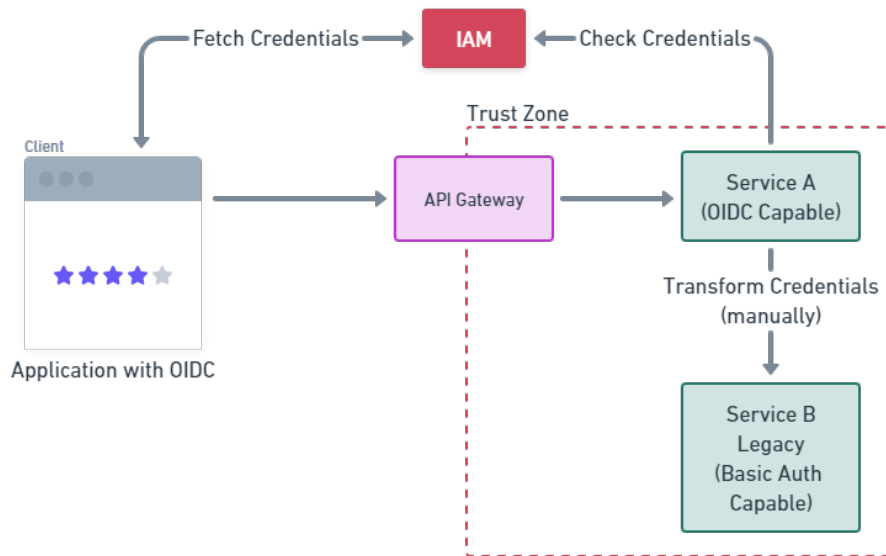 Fetch Credentials
IAM
Check Credentials
Trust Zone
Client
API Gateway
Service A
(OIDC Capable)
Transform Credentials
(manually)
Application with OIDC
Service B
Legacy
(Basic Auth
Capable)